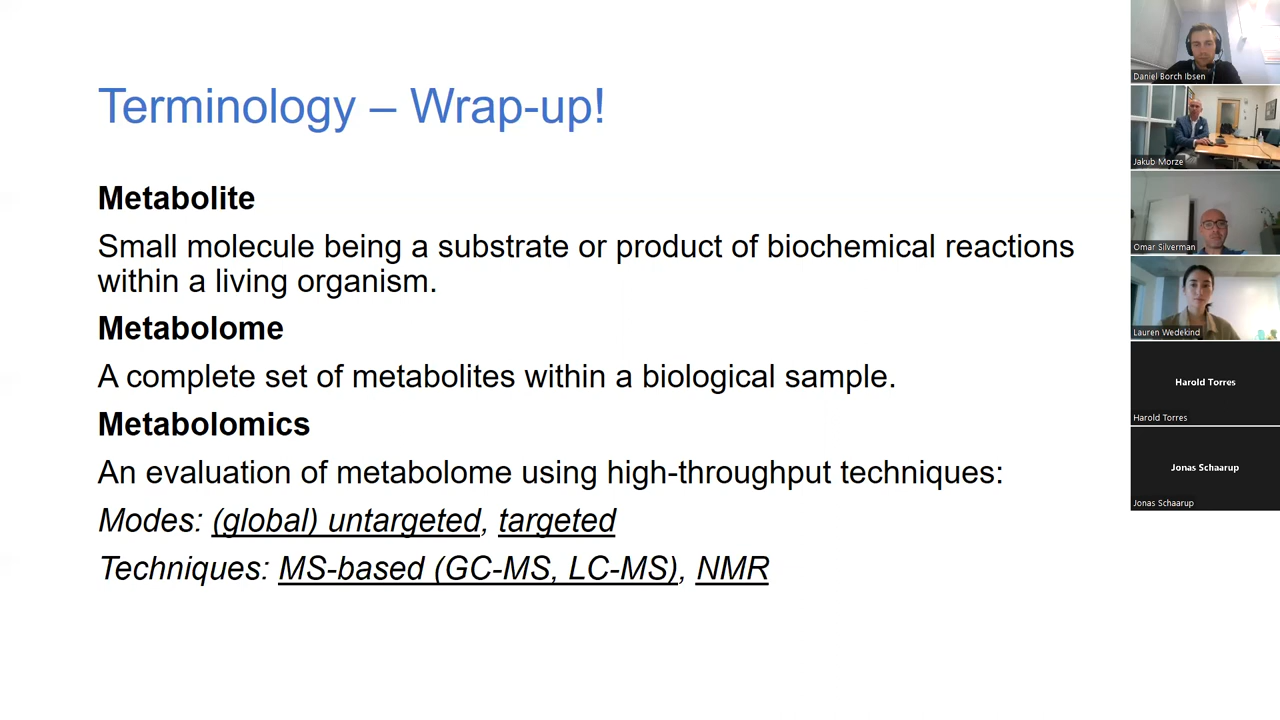 Terminology – Wrap-up!
Metabolite
Small molecule being a substrate or product of biochemical reactions
within a living organism.
Metabolome
A complete set of metabolites within a biological sample.
Metabolomics
An evaluation of metabolome using high-throughput techniques:
Modes: (global) untargeted, targeted
Techniques: MS-based (GC-MS, LC-MS), NMR
Daniel Borch Ibsen
Jakub Morze
Omar Silverman
Lauren Wedekind
Harold Torres
Harold Torres
Jonas Schaarup
Jonas Schaarup